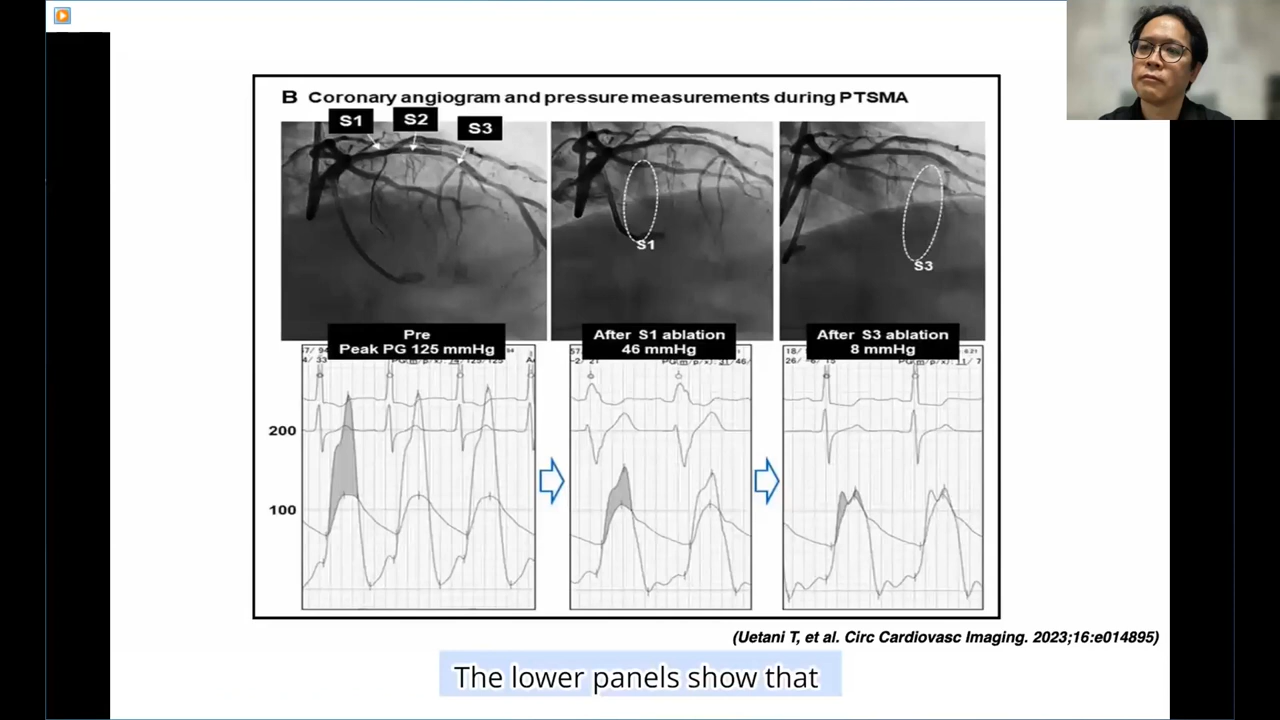 B Coronary angiogram and pressure measurements during PTSMA
S1
S2
S3
S1
S3
Pre
Peak PG 125 mmHg
After S1 ablation
46 mmHg
After S3 ablation
8 mmHg
200
100
(Uetani T, et al. Circ Cardiovasc Imaging. 2023;16:e014895)
The lower panels show that